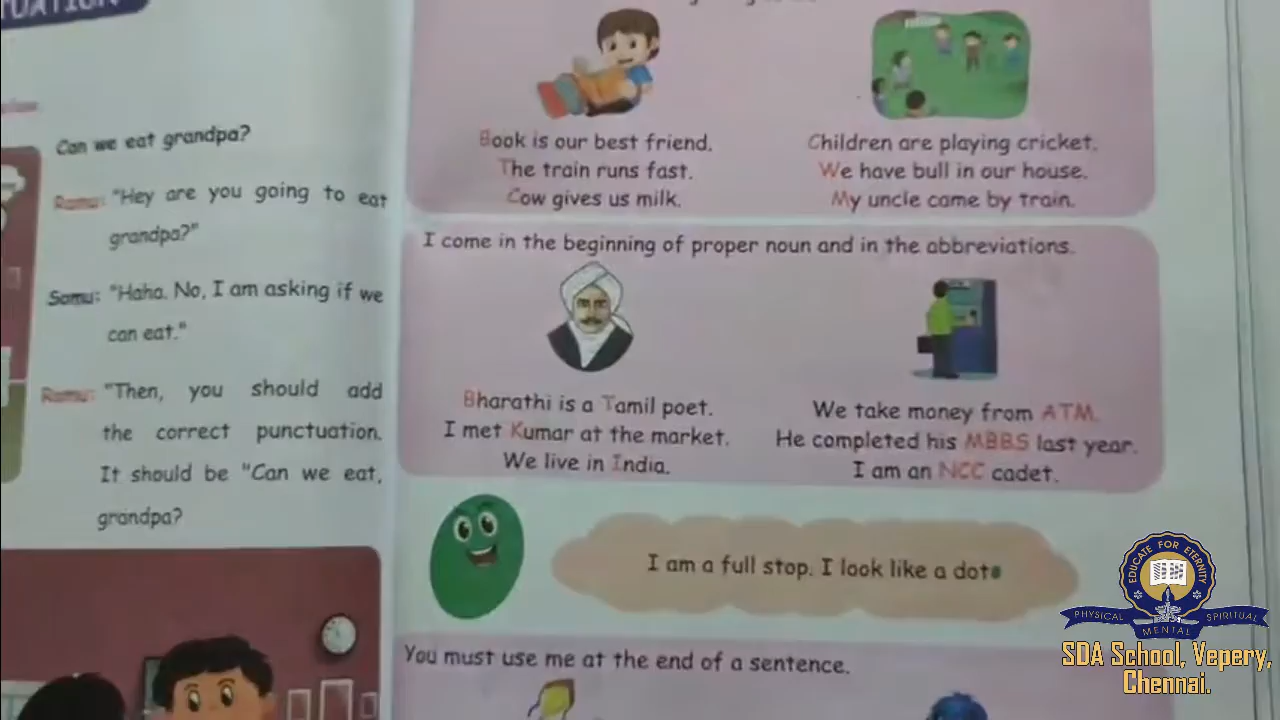 Can we eat grandpa?
Ramu: "Hey are you going to eat
grandpa?"
Somu: "Haha. No, I am asking if we
can eat."
Ramu: "Then, you should add
the correct punctuation.
It should be "Can we eat,
grandpa?
Book is our best friend.
The train runs fast.
Cow gives us milk.
Children are playing cricket.
We have bull in our house.
My uncle came by train.
I come in the beginning of proper noun and in the abbreviations.
Bharathi is a Tamil poet.
I met Kumar at the market.
We live in India.
We take money from ATM.
He completed his MBBS last year.
I am an NCC cadet.
I am a full stop. I look like a dot.
You must use me at the end of a sentence.
EDUCATE FOR ETERNITY
PHYSICAL MENTAL SPIRITUAL
SDA School, Vepery,
Chennai.